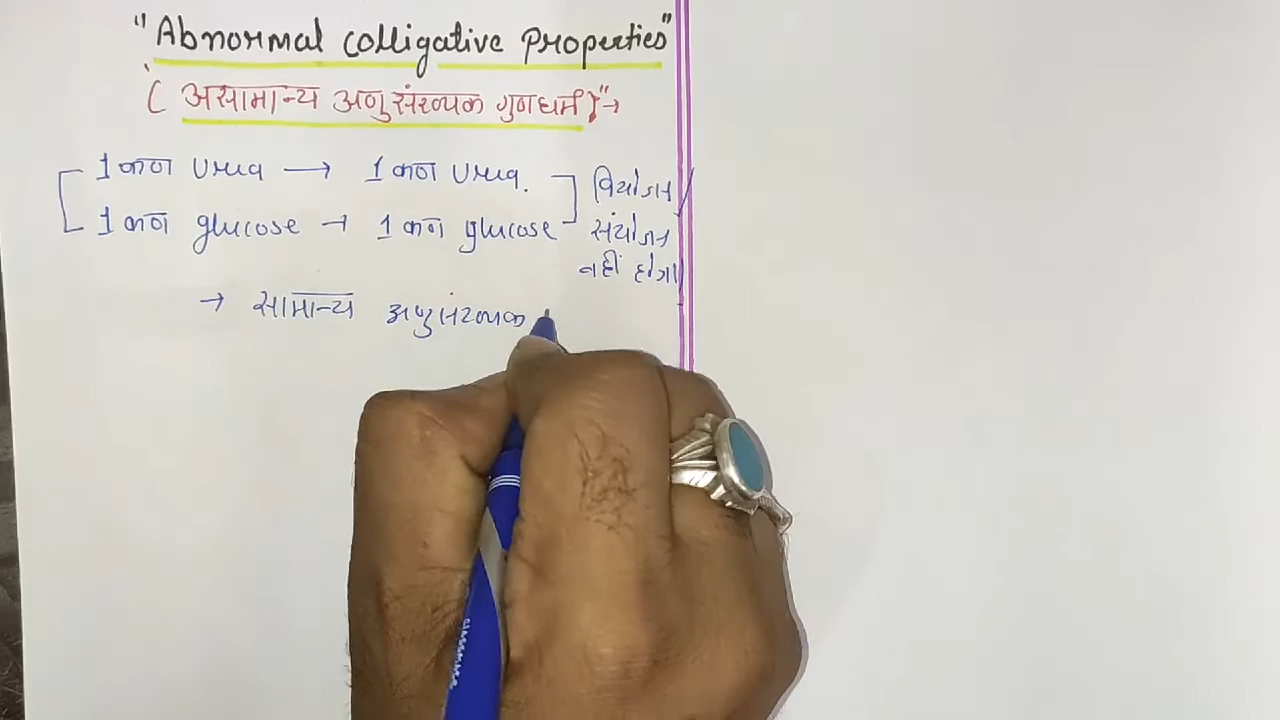 "Abnormal colligative Properties"
( असामान्य अणुसंख्यक गुणधर्म )" →
1 कण Urea → 1 कण Urea. वियोजन
1 कण glucose → 1 कण glucose संयोजन
नहीं होगा
→ सामान्य अणुसंख्यक